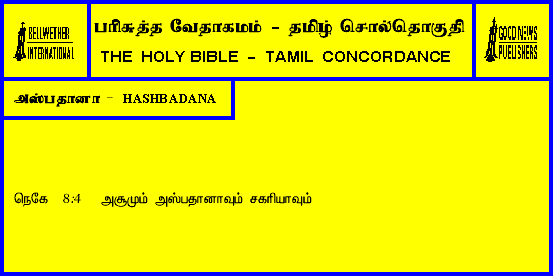 BELLWETHER
INTERNATIONAL
பரிசுத்த வேதாகமம் - தமிழ் சொல்தொகுதி
THE HOLY BIBLE - TAMIL CONCORDANCE
GOOD NEWS
PUBLISHERS
அஸ்பதானா - HASHBADANA
நெகே 8:4 அசூமும் அஸ்பதானாவும் சகரியாவும்